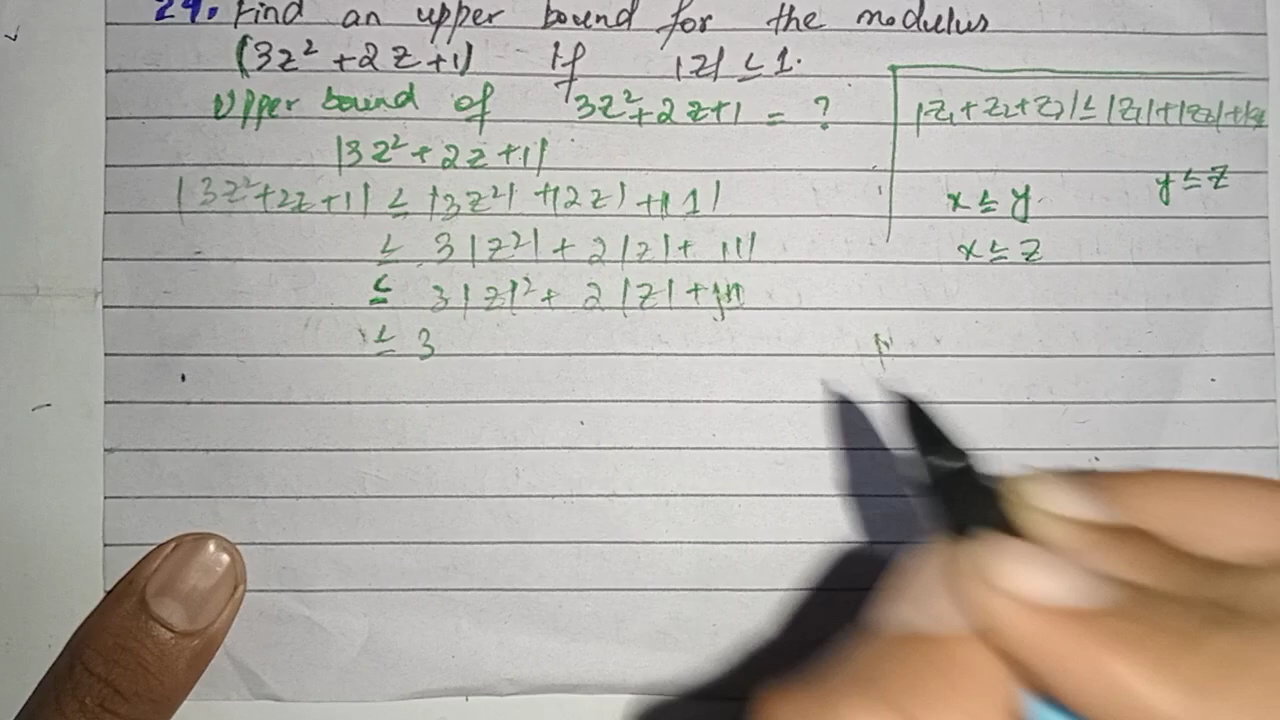 29. Find an upper bound for the modulus
(3z² + 2z + 1) If |z| ≤ 1.
Upper bound of 3z² + 2z + 1 = ?
|3z² + 2z + 1|
|3z² + 2z + 1| ≤ |3z²| + |2z| + |1|
≤ 3|z²| + 2|z| + |1|
≤ 3|z|² + 2|z| +
≤ 3
|z₁ + z₂ + z₃| ≤ |z₁| + |z₂| +
x ≤ y. y ≤ z
x ≤ z